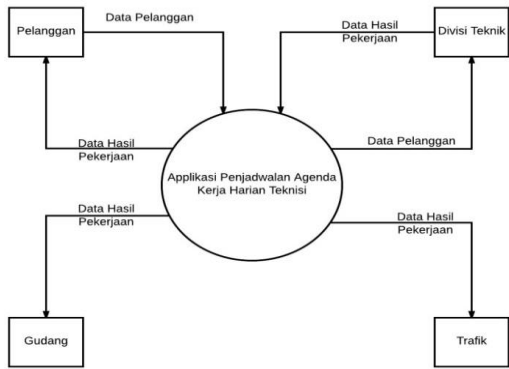 Pelanggan
Data Pelanggan
Data Hasil
Pekerjaan
Divisi Teknik
Data Hasil
Pekerjaan
Data Pelanggan
Applikasi Penjadwalan Agenda
Kerja Harian Teknisi
Data Hasil
Pekerjaan
Data Hasil
Pekerjaan
Gudang
Trafik